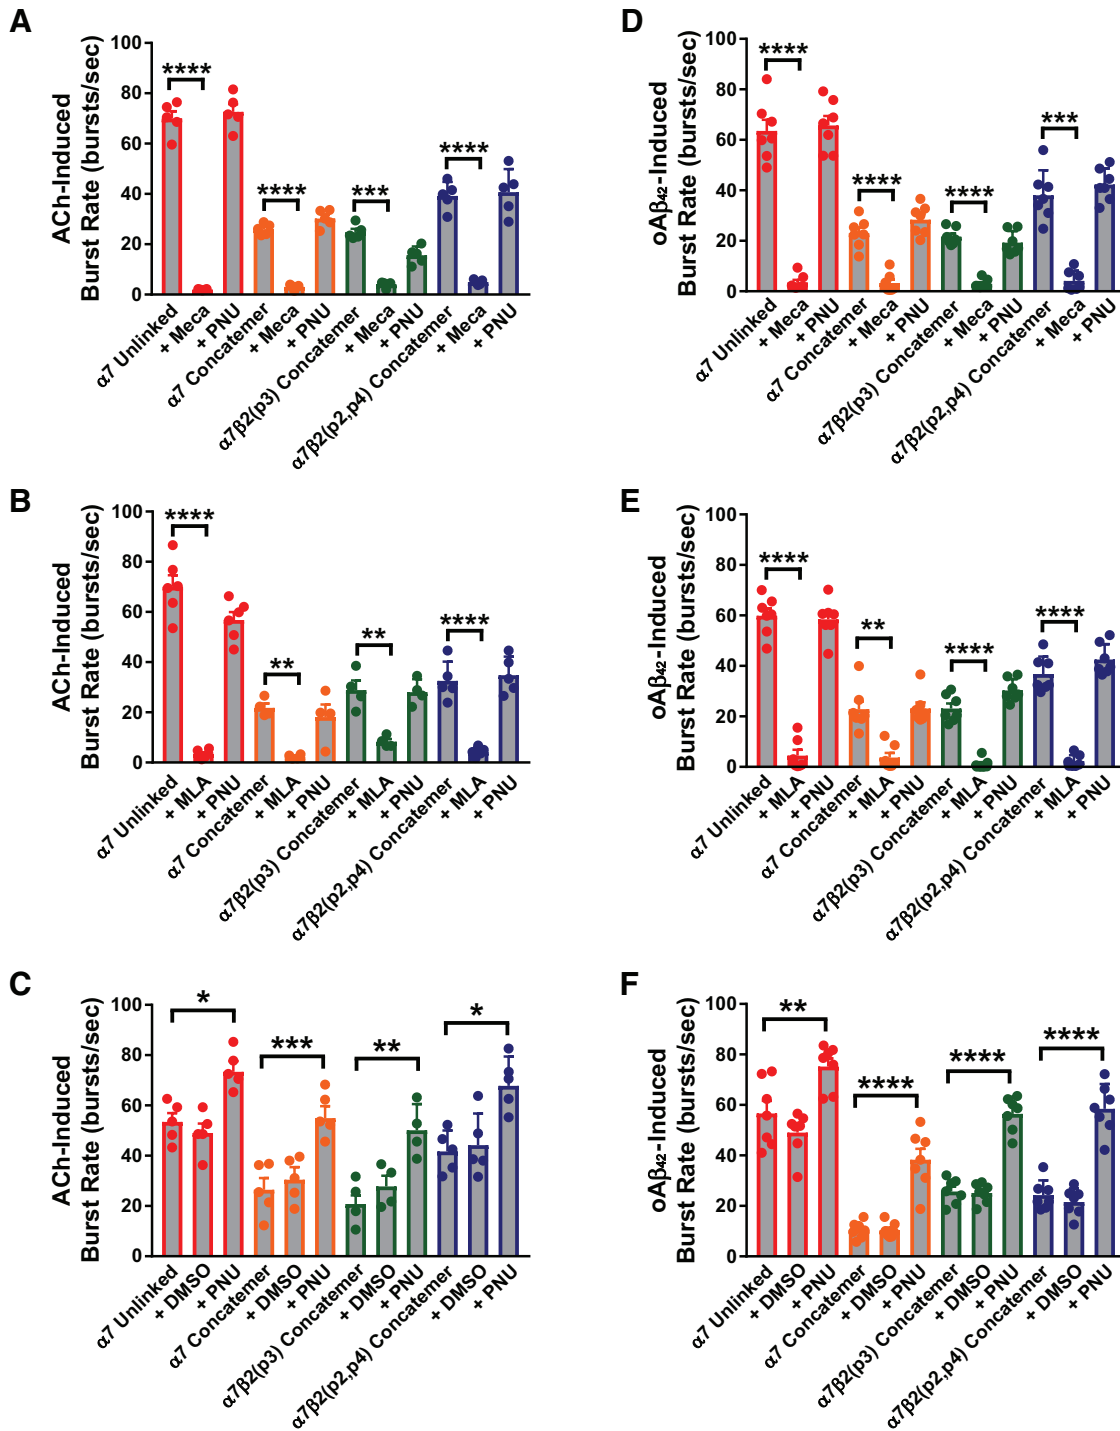 A
ACh-Induced
Burst Rate (bursts/sec)
100
80
60
40
20
0
****
****
***
****
α7 Unlinked
+ Meca
+ PNU
α7 Concatemer
+ Meca
+ PNU
α7β2(p3) Concatemer
+ Meca
+ PNU
α7β2(p2,p4) Concatemer
+ Meca
+ PNU
D
oAβ₄₂-Induced
Burst Rate (bursts/sec)
100
80
60
40
20
0
****
****
****
***
α7 Unlinked
+ Meca
+ PNU
α7 Concatemer
+ Meca
+ PNU
α7β2(p3) Concatemer
+ Meca
+ PNU
α7β2(p2,p4) Concatemer
+ Meca
+ PNU
B
ACh-Induced
Burst Rate (bursts/sec)
100
80
60
40
20
0
****
**
**
****
α7 Unlinked
+ MLA
+ PNU
α7 Concatemer
+ MLA
+ PNU
α7β2(p3) Concatemer
+ MLA
+ PNU
α7β2(p2,p4) Concatemer
+ MLA
+ PNU
E
oAβ₄₂-Induced
Burst Rate (bursts/sec)
100
80
60
40
20
0
****
**
****
****
α7 Unlinked
+ MLA
+ PNU
α7 Concatemer
+ MLA
+ PNU
α7β2(p3) Concatemer
+ MLA
+ PNU
α7β2(p2,p4) Concatemer
+ MLA
+ PNU
C
ACh-Induced
Burst Rate (bursts/sec)
100
80
60
40
20
0
*
***
**
*
α7 Unlinked
+ DMSO
+ PNU
α7 Concatemer
+ DMSO
+ PNU
α7β2(p3) Concatemer
+ DMSO
+ PNU
α7β2(p2,p4) Concatemer
+ DMSO
+ PNU
F
oAβ₄₂-Induced
Burst Rate (bursts/sec)
100
80
60
40
20
0
**
****
****
****
α7 Unlinked
+ DMSO
+ PNU
α7 Concatemer
+ DMSO
+ PNU
α7β2(p3) Concatemer
+ DMSO
+ PNU
α7β2(p2,p4) Concatemer
+ DMSO
+ PNU